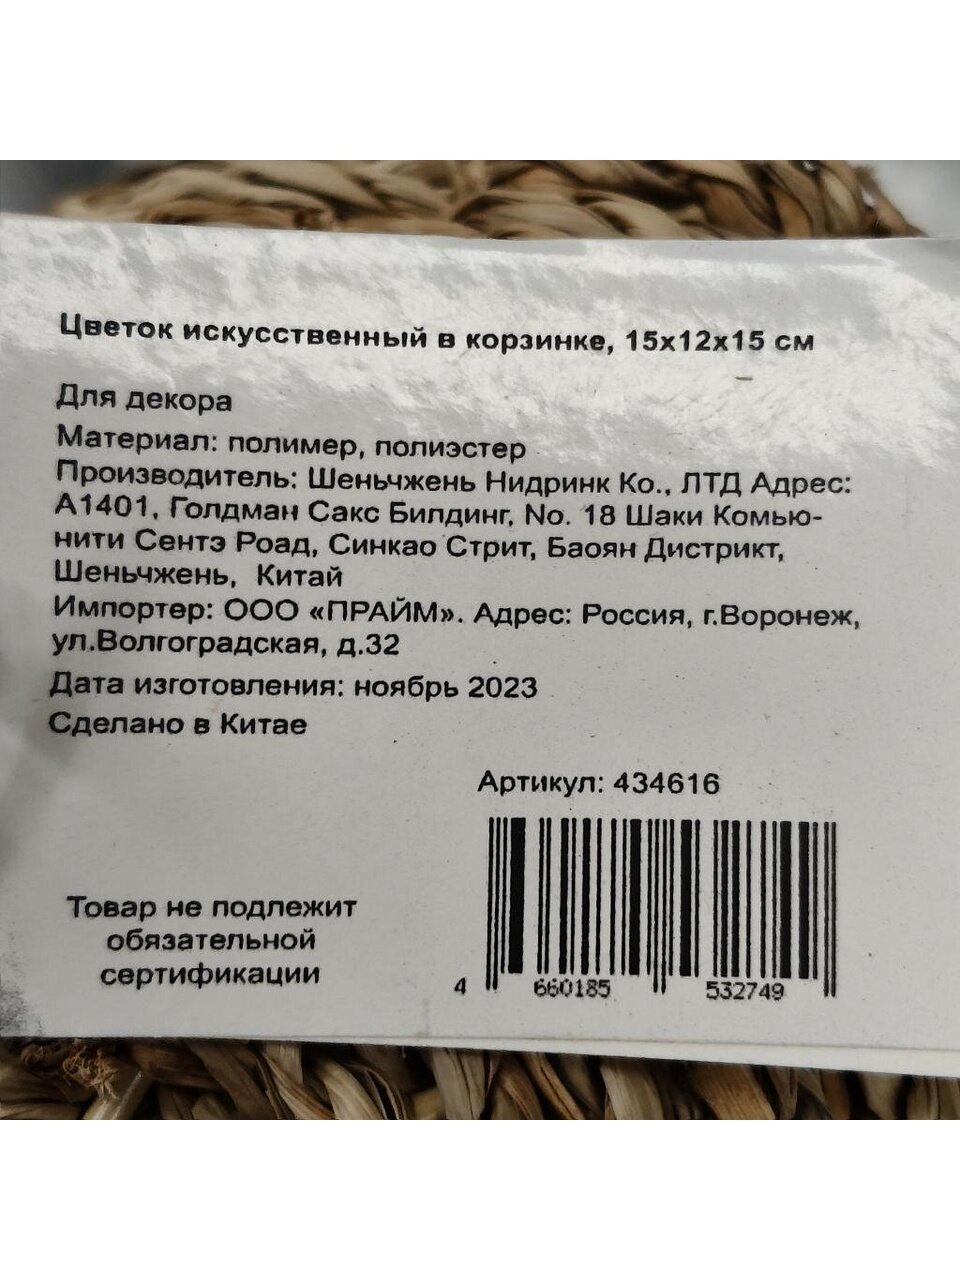 Цветок искусственный в корзинке, 15х12х15 см
Для декора
Материал: полимер, полиэстер
Производитель: Шеньчжень Нидринк Ко., ЛТД Адрес:
А1401, Голдман Сакс Билдинг, No. 18 Шаки Комью-
нити Сентэ Роад, Синкао Стрит, Баоян Дистрикт,
Шеньчжень, Китай
Импортер: ООО «ПРАЙМ». Адрес: Россия, г.Воронеж,
ул.Волгоградская, д.32
Дата изготовления: ноябрь 2023
Сделано в Китае
Артикул: 434616
Товар не подлежит
обязательной
сертификации
4 660185 532749